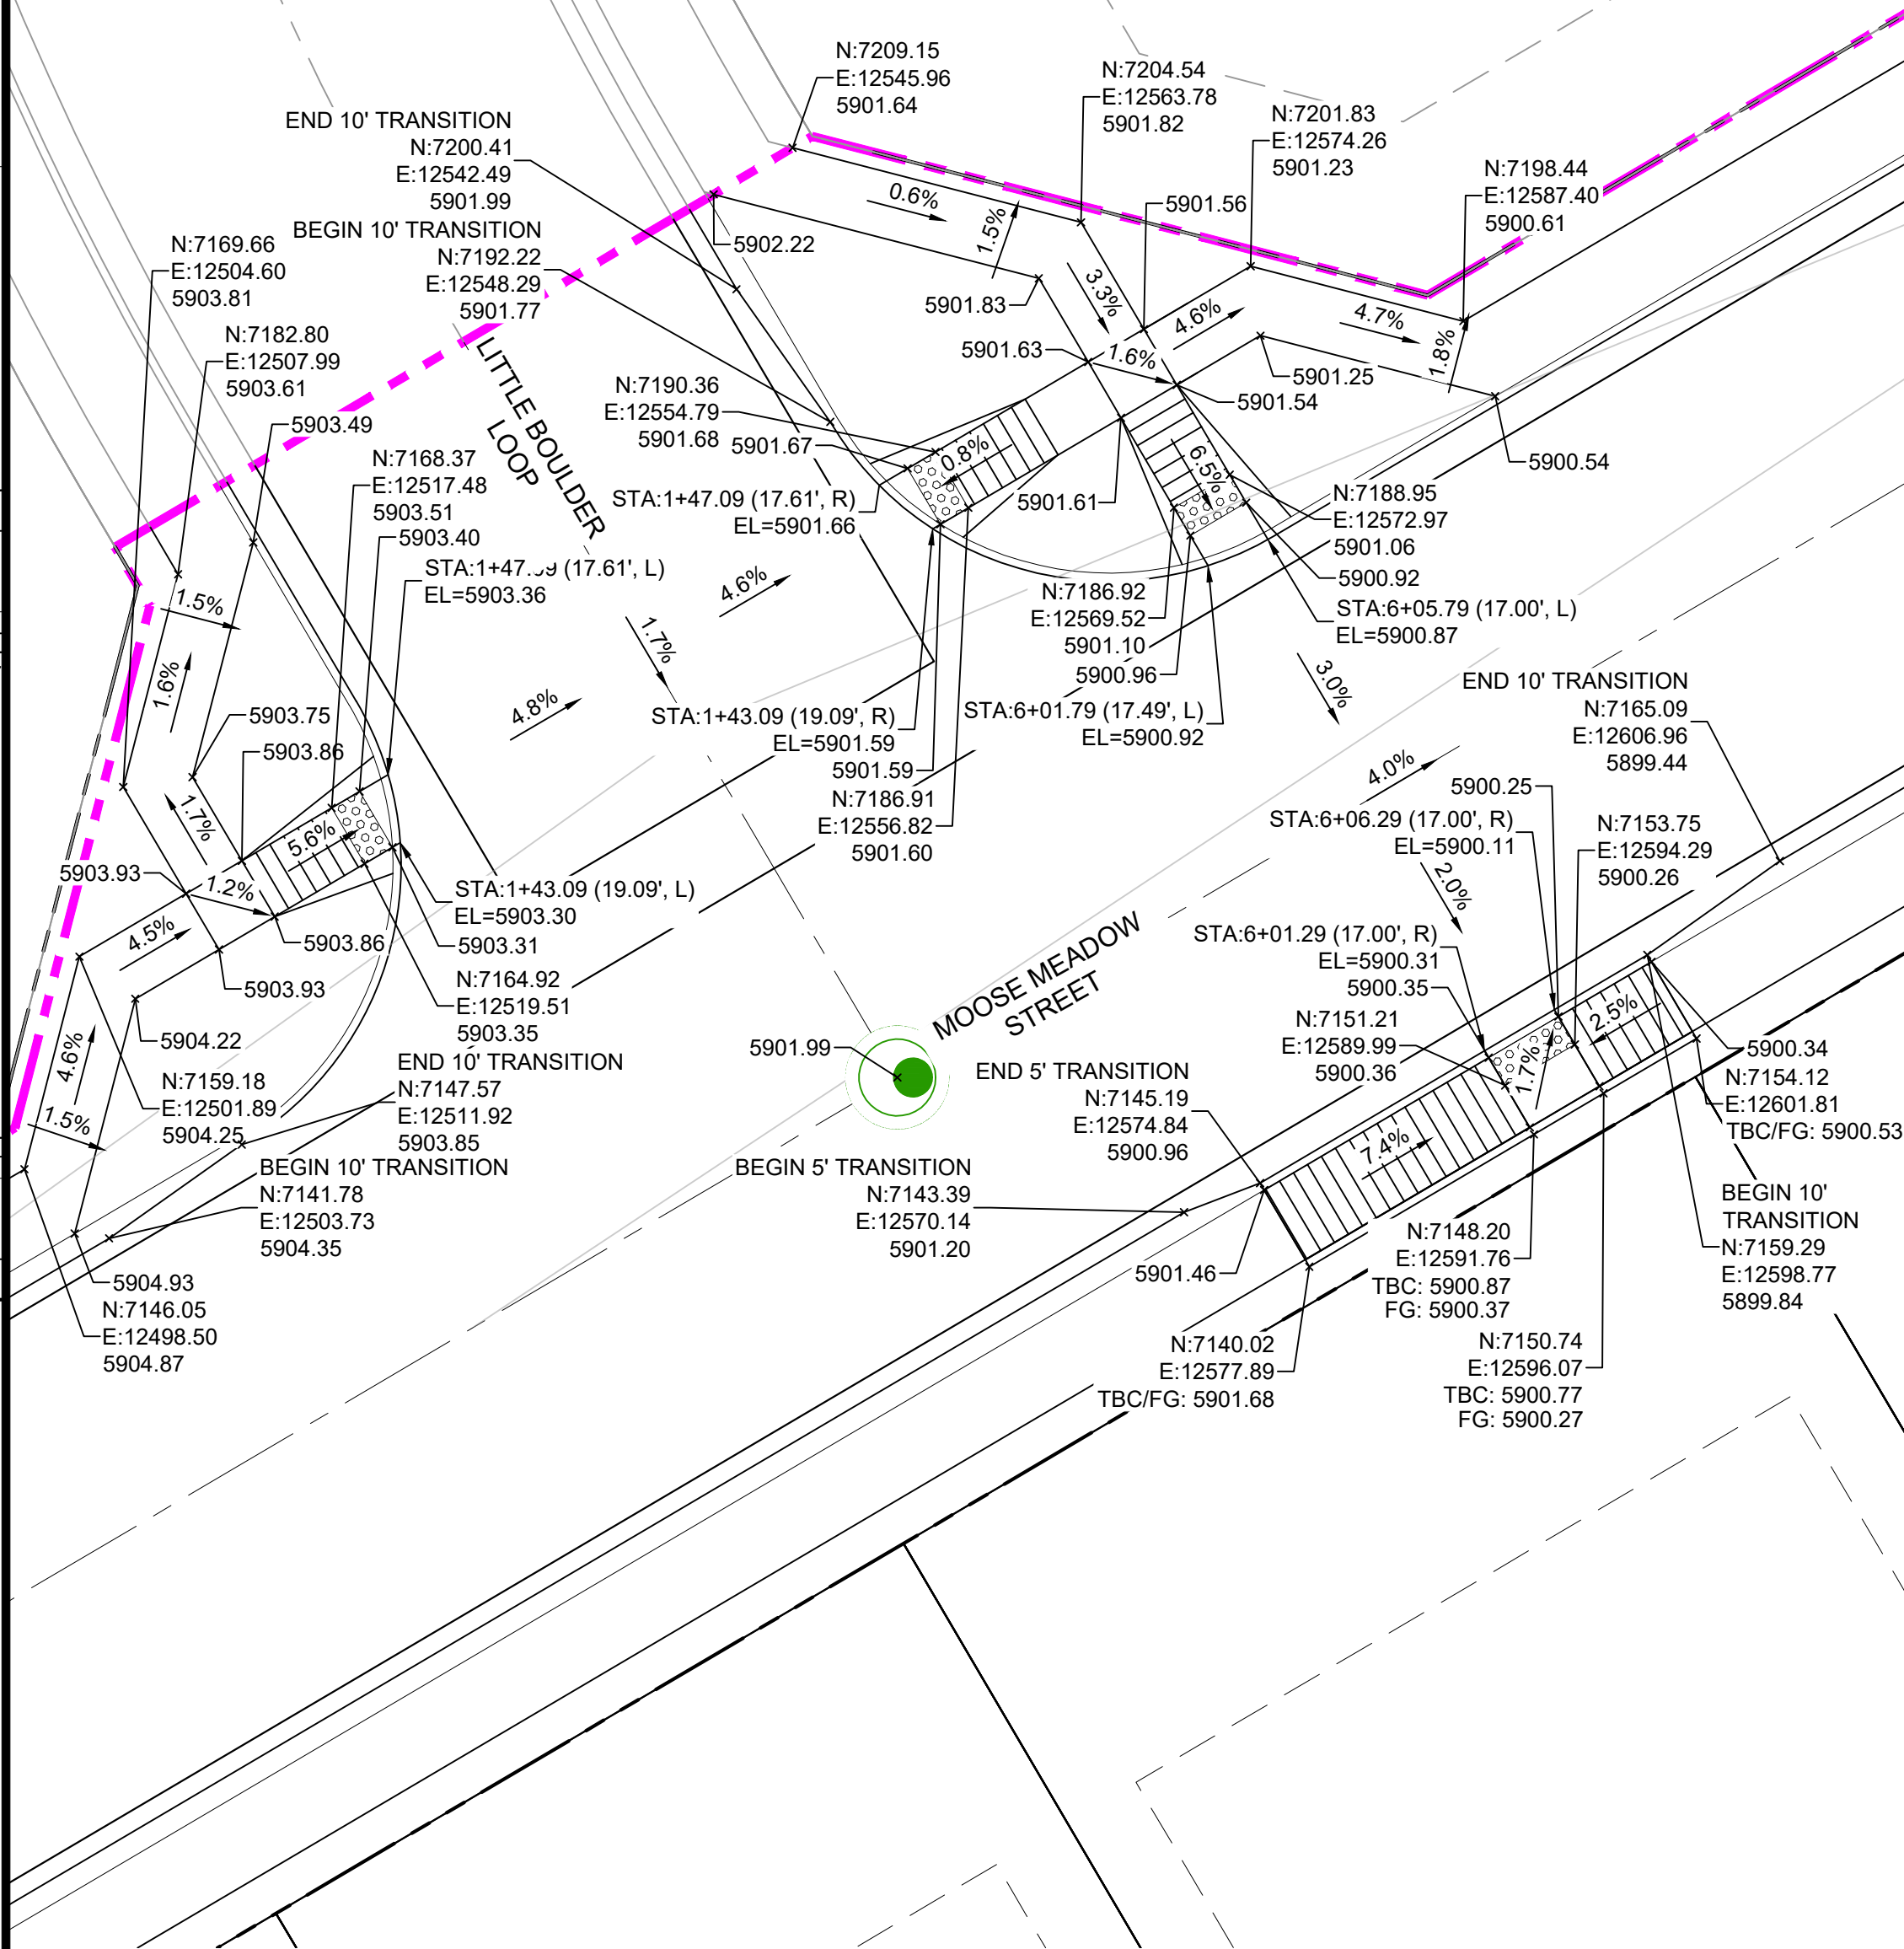 N:7209.15
E:12545.96
5901.64
N:7204.54
E:12563.78
5901.82
N:7201.83
E:12574.26
5901.23
N:7198.44
E:12587.40
5900.61
END 10' TRANSITION
N:7200.41
E:12542.49
5901.99
BEGIN 10' TRANSITION
N:7192.22
E:12548.29
5901.77
N:7169.66
E:12504.60
5903.81
N:7182.80
E:12507.99
5903.61
5903.49
0.6%
1.5%
5901.56
5902.22
5901.83
3.3%
4.6%
4.7%
1.8%
5901.63
1.6%
5901.25
5901.54
5900.54
LITTLE BOULDER
LOOP
N:7190.36
E:12554.79
5901.68
5901.67
0.8%
6.5%
N:7168.37
E:12517.48
5903.51
5903.40
STA:1+47.09 (17.61', L)
EL=5903.36
STA:1+47.09 (17.61', R)
EL=5901.66
5901.61
N:7188.95
E:12572.97
5901.06
5900.92
STA:6+05.79 (17.00', L)
EL=5900.87
N:7186.92
E:12569.52
5901.10
5900.96
STA:6+01.79 (17.49', L)
EL=5900.92
1.5%
1.6%
4.6%
1.7%
4.8%
3.0%
STA:1+43.09 (19.09', R)
EL=5901.59
5901.59
N:7186.91
E:12556.82
5901.60
END 10' TRANSITION
N:7165.09
E:12606.96
5899.44
5903.75
5903.86
1.7%
5.6%
5903.93
1.2%
4.5%
5903.86
5903.93
STA:1+43.09 (19.09', L)
EL=5903.30
5903.31
N:7164.92
E:12519.51
5903.35
4.0%
5900.25
STA:6+06.29 (17.00', R)
EL=5900.11
N:7153.75
E:12594.29
5900.26
2.0%
STA:6+01.29 (17.00', R)
EL=5900.31
5900.35
N:7151.21
E:12589.99
5900.36
MOOSE MEADOW
STREET
5901.99
2.5%
1.7%
7.4%
5900.34
N:7154.12
E:12601.81
TBC/FG: 5900.53
5904.22
4.6%
1.5%
N:7159.18
E:12501.89
5904.25
END 10' TRANSITION
N:7147.57
E:12511.92
5903.85
BEGIN 10' TRANSITION
N:7141.78
E:12503.73
5904.35
END 5' TRANSITION
N:7145.19
E:12574.84
5900.96
BEGIN 5' TRANSITION
N:7143.39
E:12570.14
5901.20
5901.46
BEGIN 10'
TRANSITION
N:7159.29
E:12598.77
5899.84
N:7148.20
E:12591.76
TBC: 5900.87
FG: 5900.37
5904.93
N:7146.05
E:12498.50
5904.87
N:7140.02
E:12577.89
TBC/FG: 5901.68
N:7150.74
E:12596.07
TBC: 5900.77
FG: 5900.27